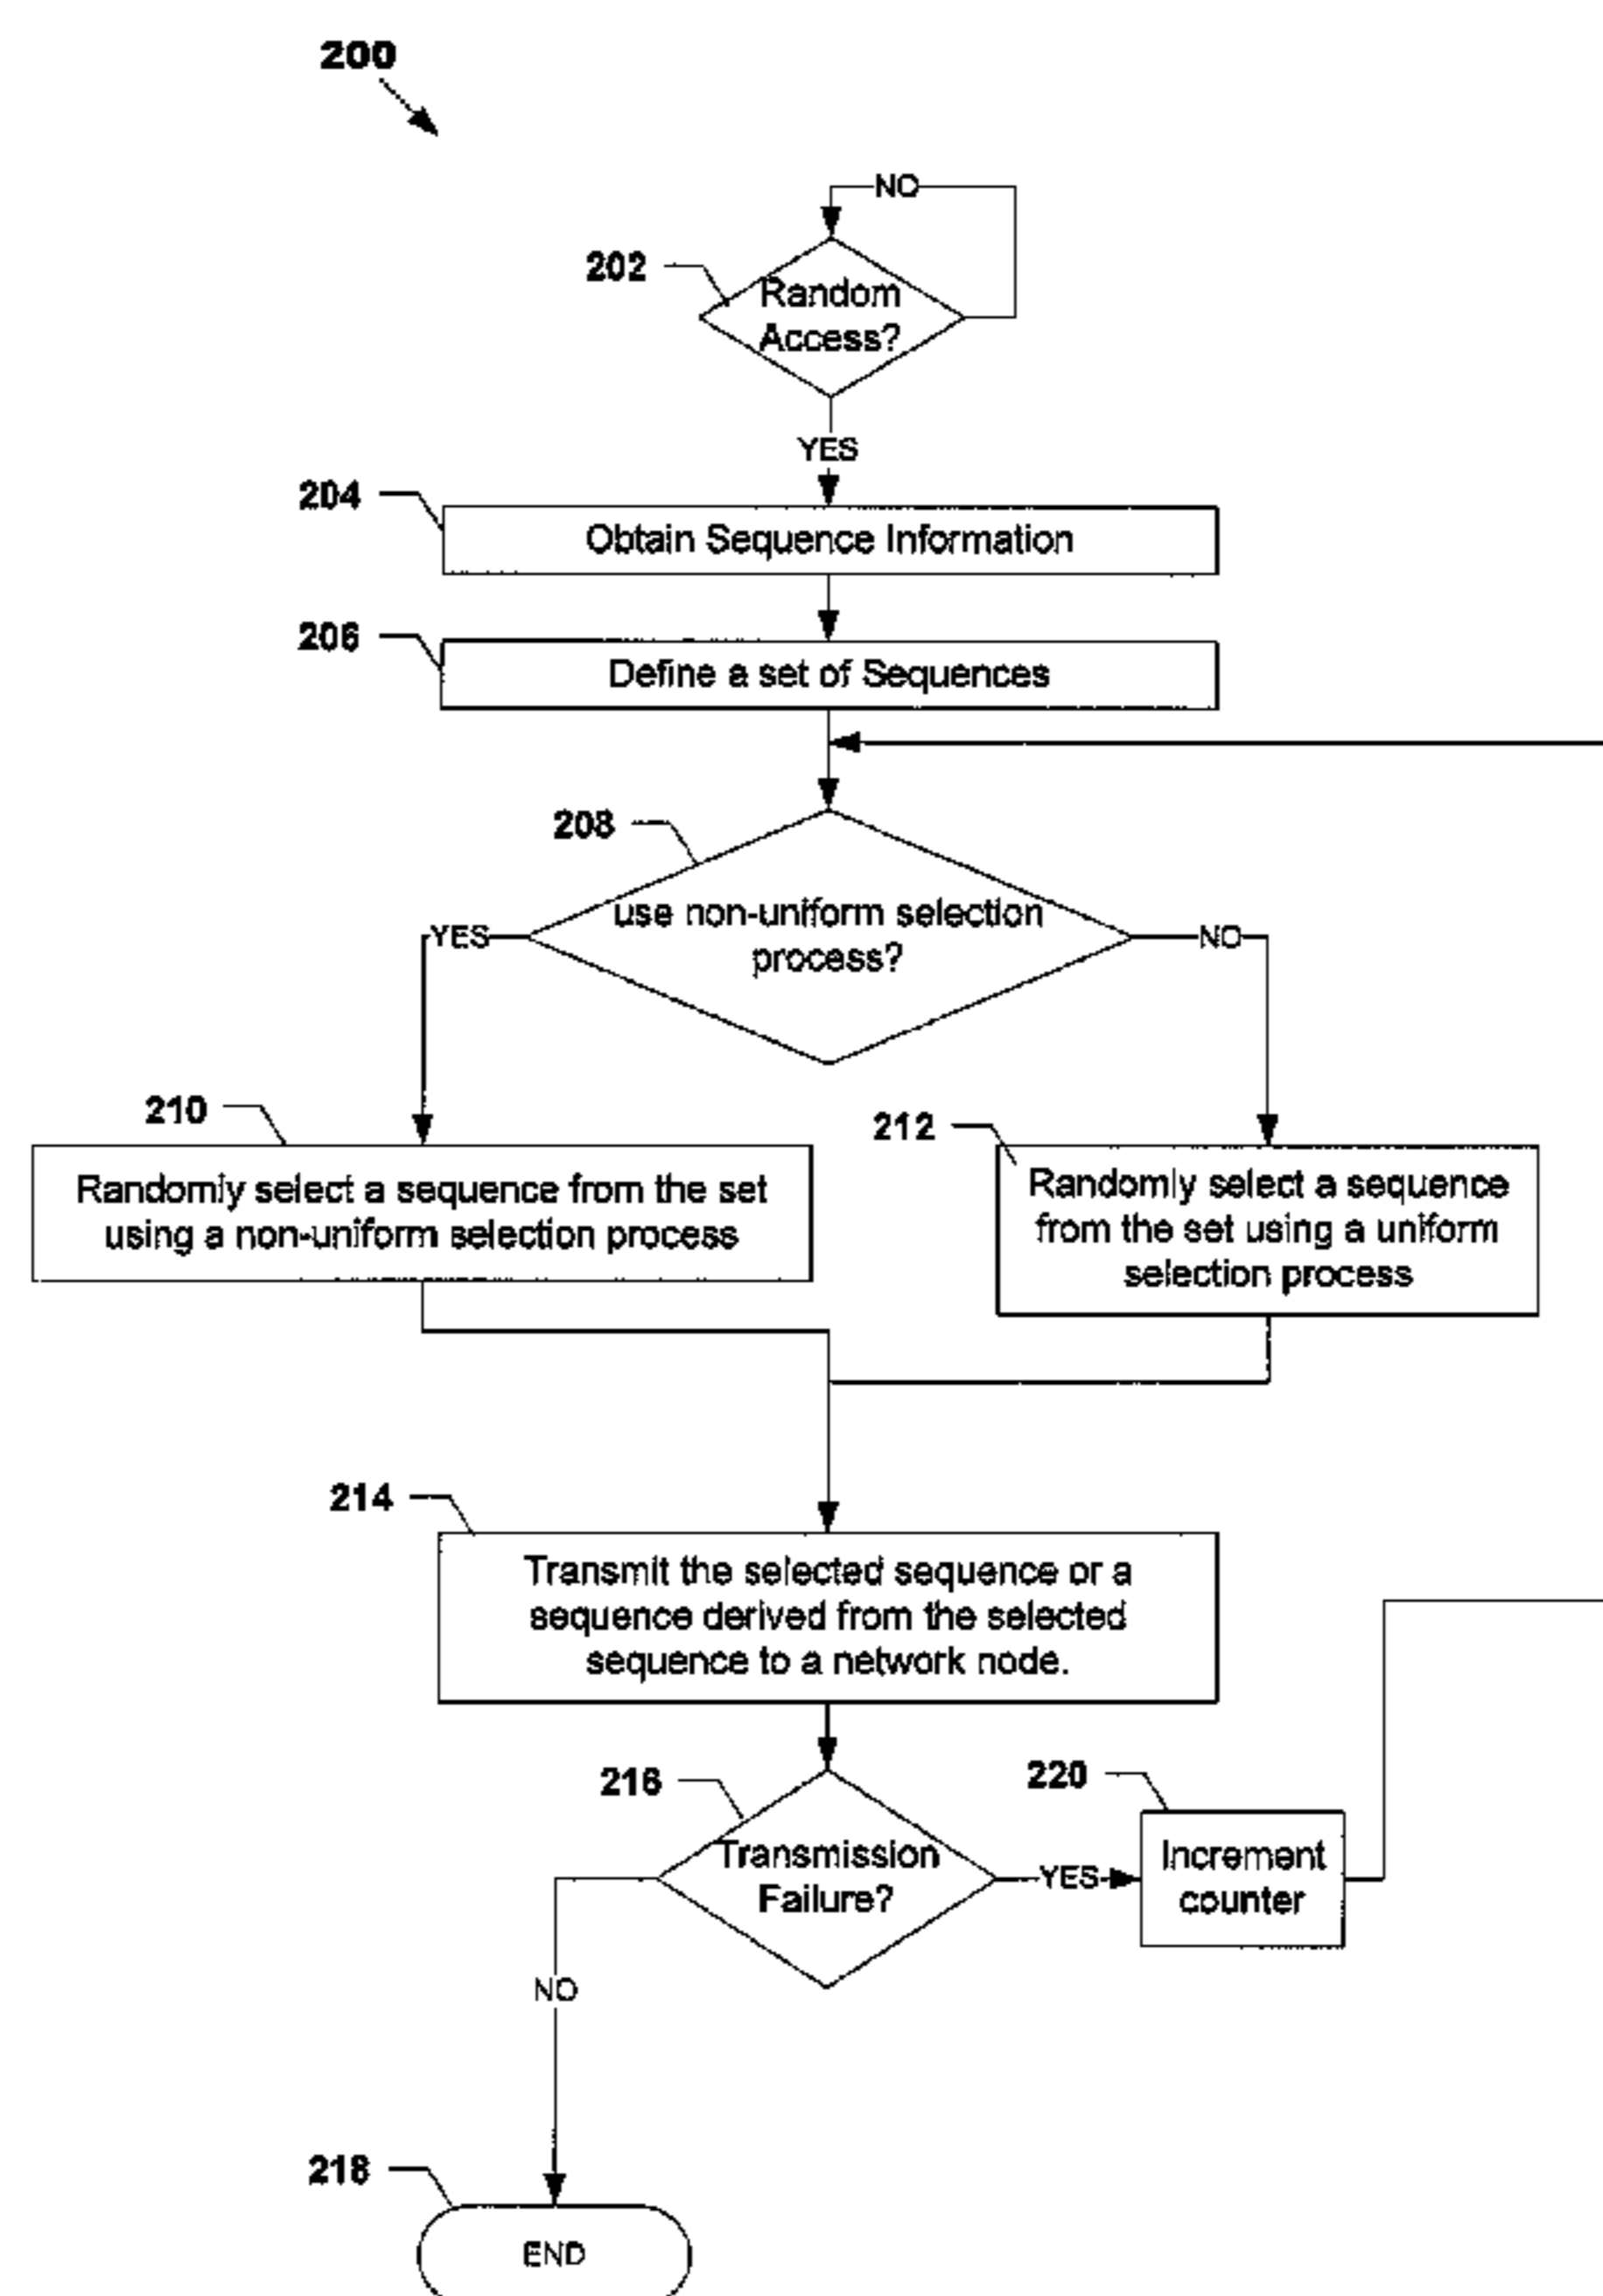 200
NO
202
Random
Access?
YES
204
Obtain Sequence Information
206
Define a set of Sequences
208
use non-uniform selection
process?
YES
NO
210
Randomly select a sequence from the set
using a non-uniform selection process
212
Randomly select a sequence
from the set using a uniform
selection process
214
Transmit the selected sequence or a
sequence derived from the selected
sequence to a network node.
216
Transmission
Failure?
YES
220
Increment
counter
NO
218
END